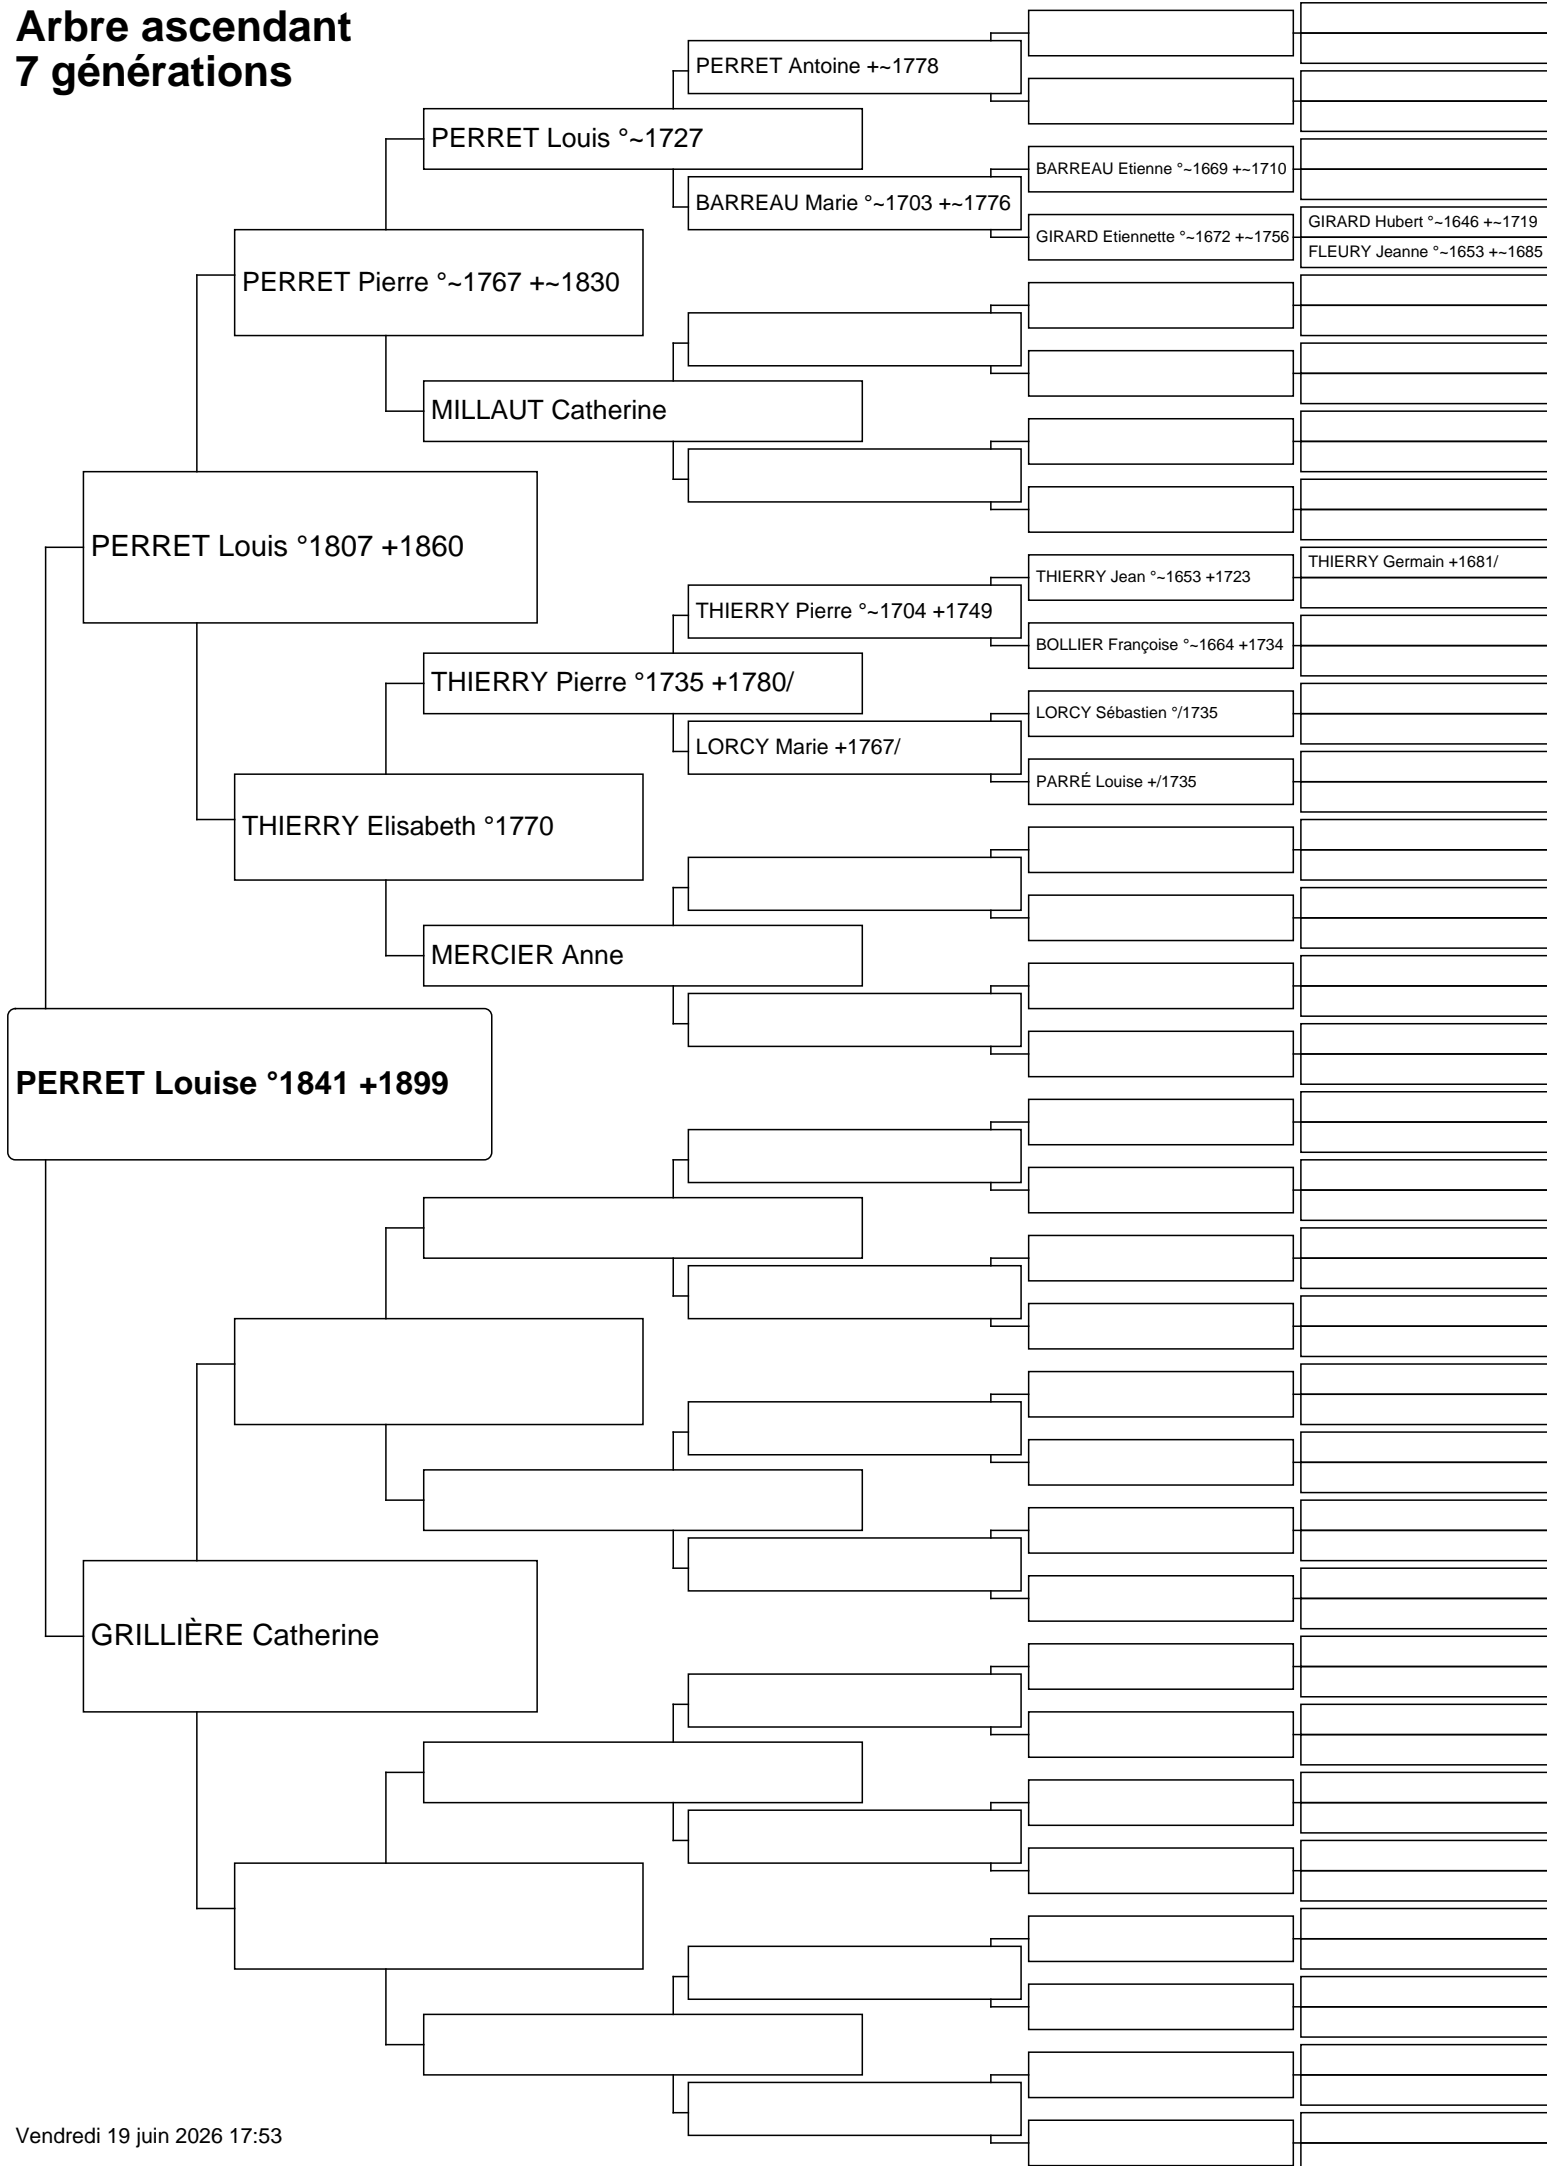 Arbre ascendant
7 générations
PERRET Antoine +~1778
PERRET Louis °~1727
BARREAU Etienne °~1669 +~1710
BARREAU Marie °~1703 +~1776
GIRARD Hubert °~1646 +~1719
GIRARD Etiennette °~1672 +~1756
FLEURY Jeanne °~1653 +~1685
PERRET Pierre °~1767 +~1830
MILLAUT Catherine
PERRET Louis °1807 +1860
THIERRY Germain +1681/
THIERRY Jean °~1653 +1723
THIERRY Pierre °~1704 +1749
BOLLIER Françoise °~1664 +1734
THIERRY Pierre °1735 +1780/
LORCY Sébastien °/1735
LORCY Marie +1767/
PARRÉ Louise +/1735
THIERRY Elisabeth °1770
MERCIER Anne
PERRET Louise °1841 +1899
GRILLIÈRE Catherine
Vendredi 19 juin 2026 17:53